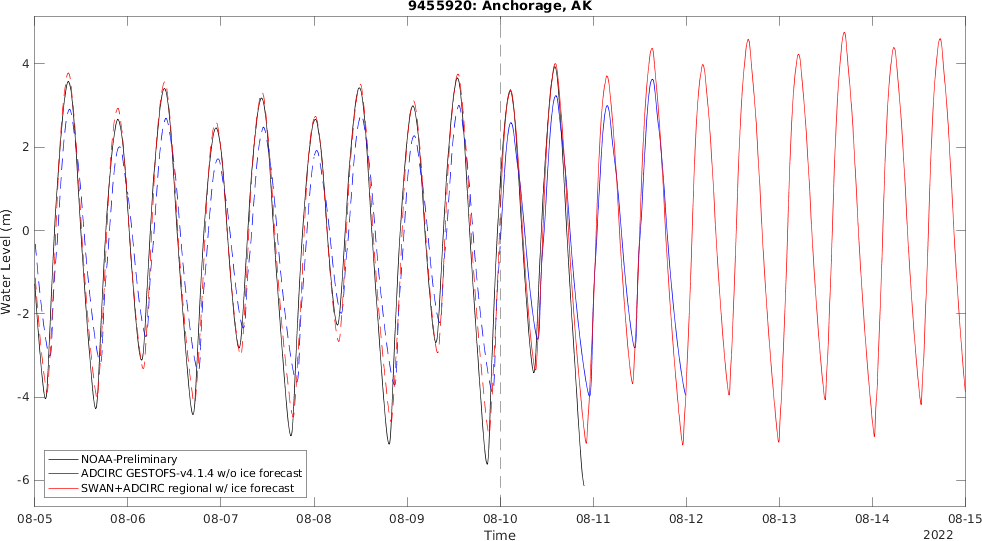 9455920: Anchorage, AK
Water Level (m)
4
2
0
-2
-4
-6
NOAA-Preliminary
ADCIRC GESTOFS-v4.1.4 w/o ice forecast
SWAN+ADCIRC regional w/ ice forecast
08-05 08-06 08-07 08-08 08-09 08-10 08-11 08-12 08-13 08-14 08-15
Time
2022